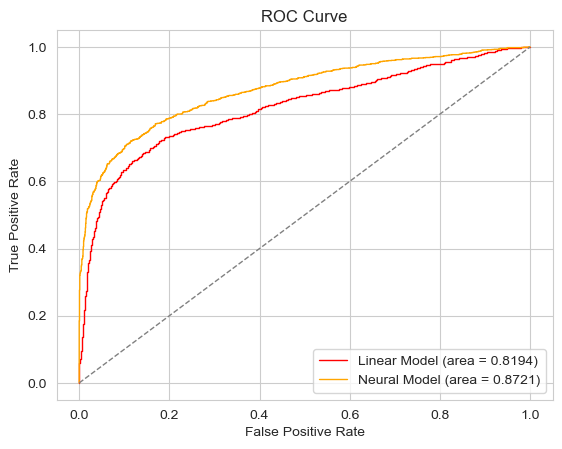 ROC Curve
True Positive Rate
1.0
0.8
0.6
0.4
0.2
0.0
0.0 0.2 0.4 0.6 0.8 1.0
False Positive Rate
Linear Model (area = 0.8194)
Neural Model (area = 0.8721)